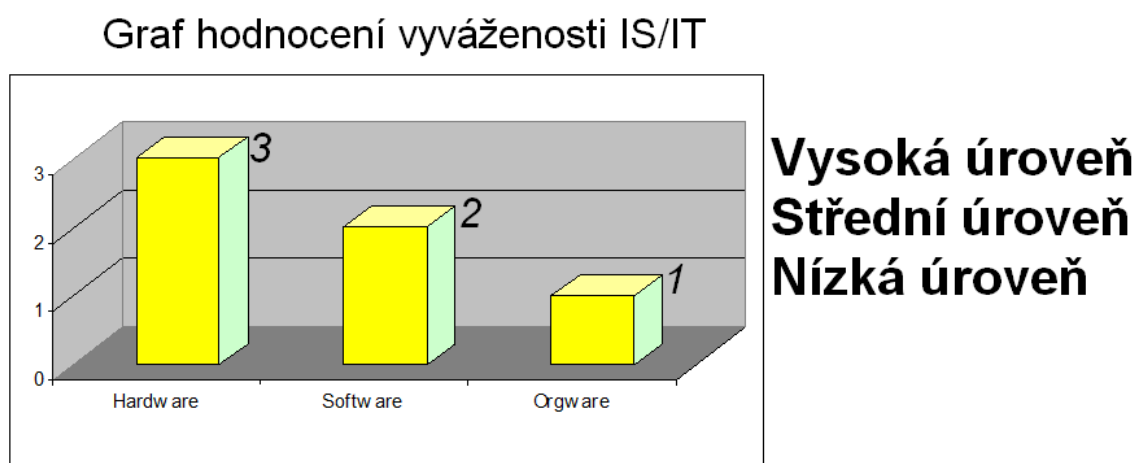 Graf hodnocení vyváženosti IS/IT
3
2
1
3
2
1
0
Hardware
Software
Orgware
Vysoká úroveň
Střední úroveň
Nízká úroveň